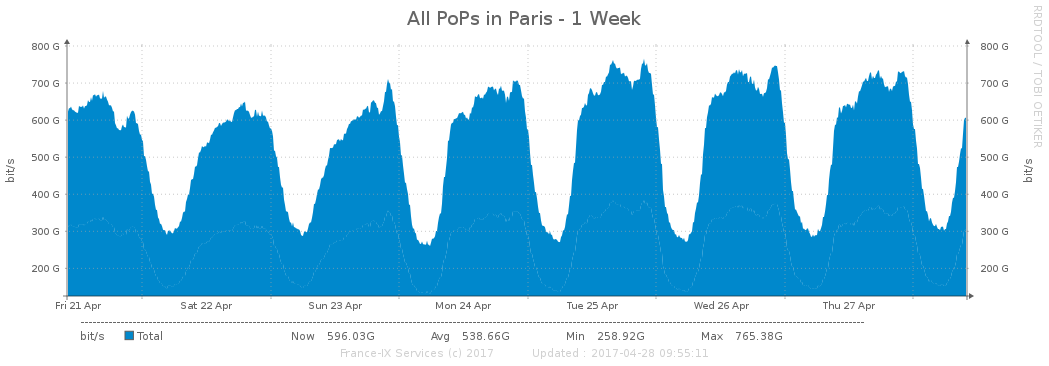 All PoPs in Paris - 1 Week
RRDTOOL / TOBI OETIKER
800 G 800 G
700 G 700 G
600 G 600 G
500 G 500 G
400 G 400 G
300 G 300 G
200 G 200 G
bit/s bit/s
Fri 21 Apr Sat 22 Apr Sun 23 Apr Mon 24 Apr Tue 25 Apr Wed 26 Apr Thu 27 Apr
bit/s Total Now 596.03G Avg 538.66G Min 258.92G Max 765.38G
France-IX Services (c) 2017 Updated : 2017-04-28 09:55:11